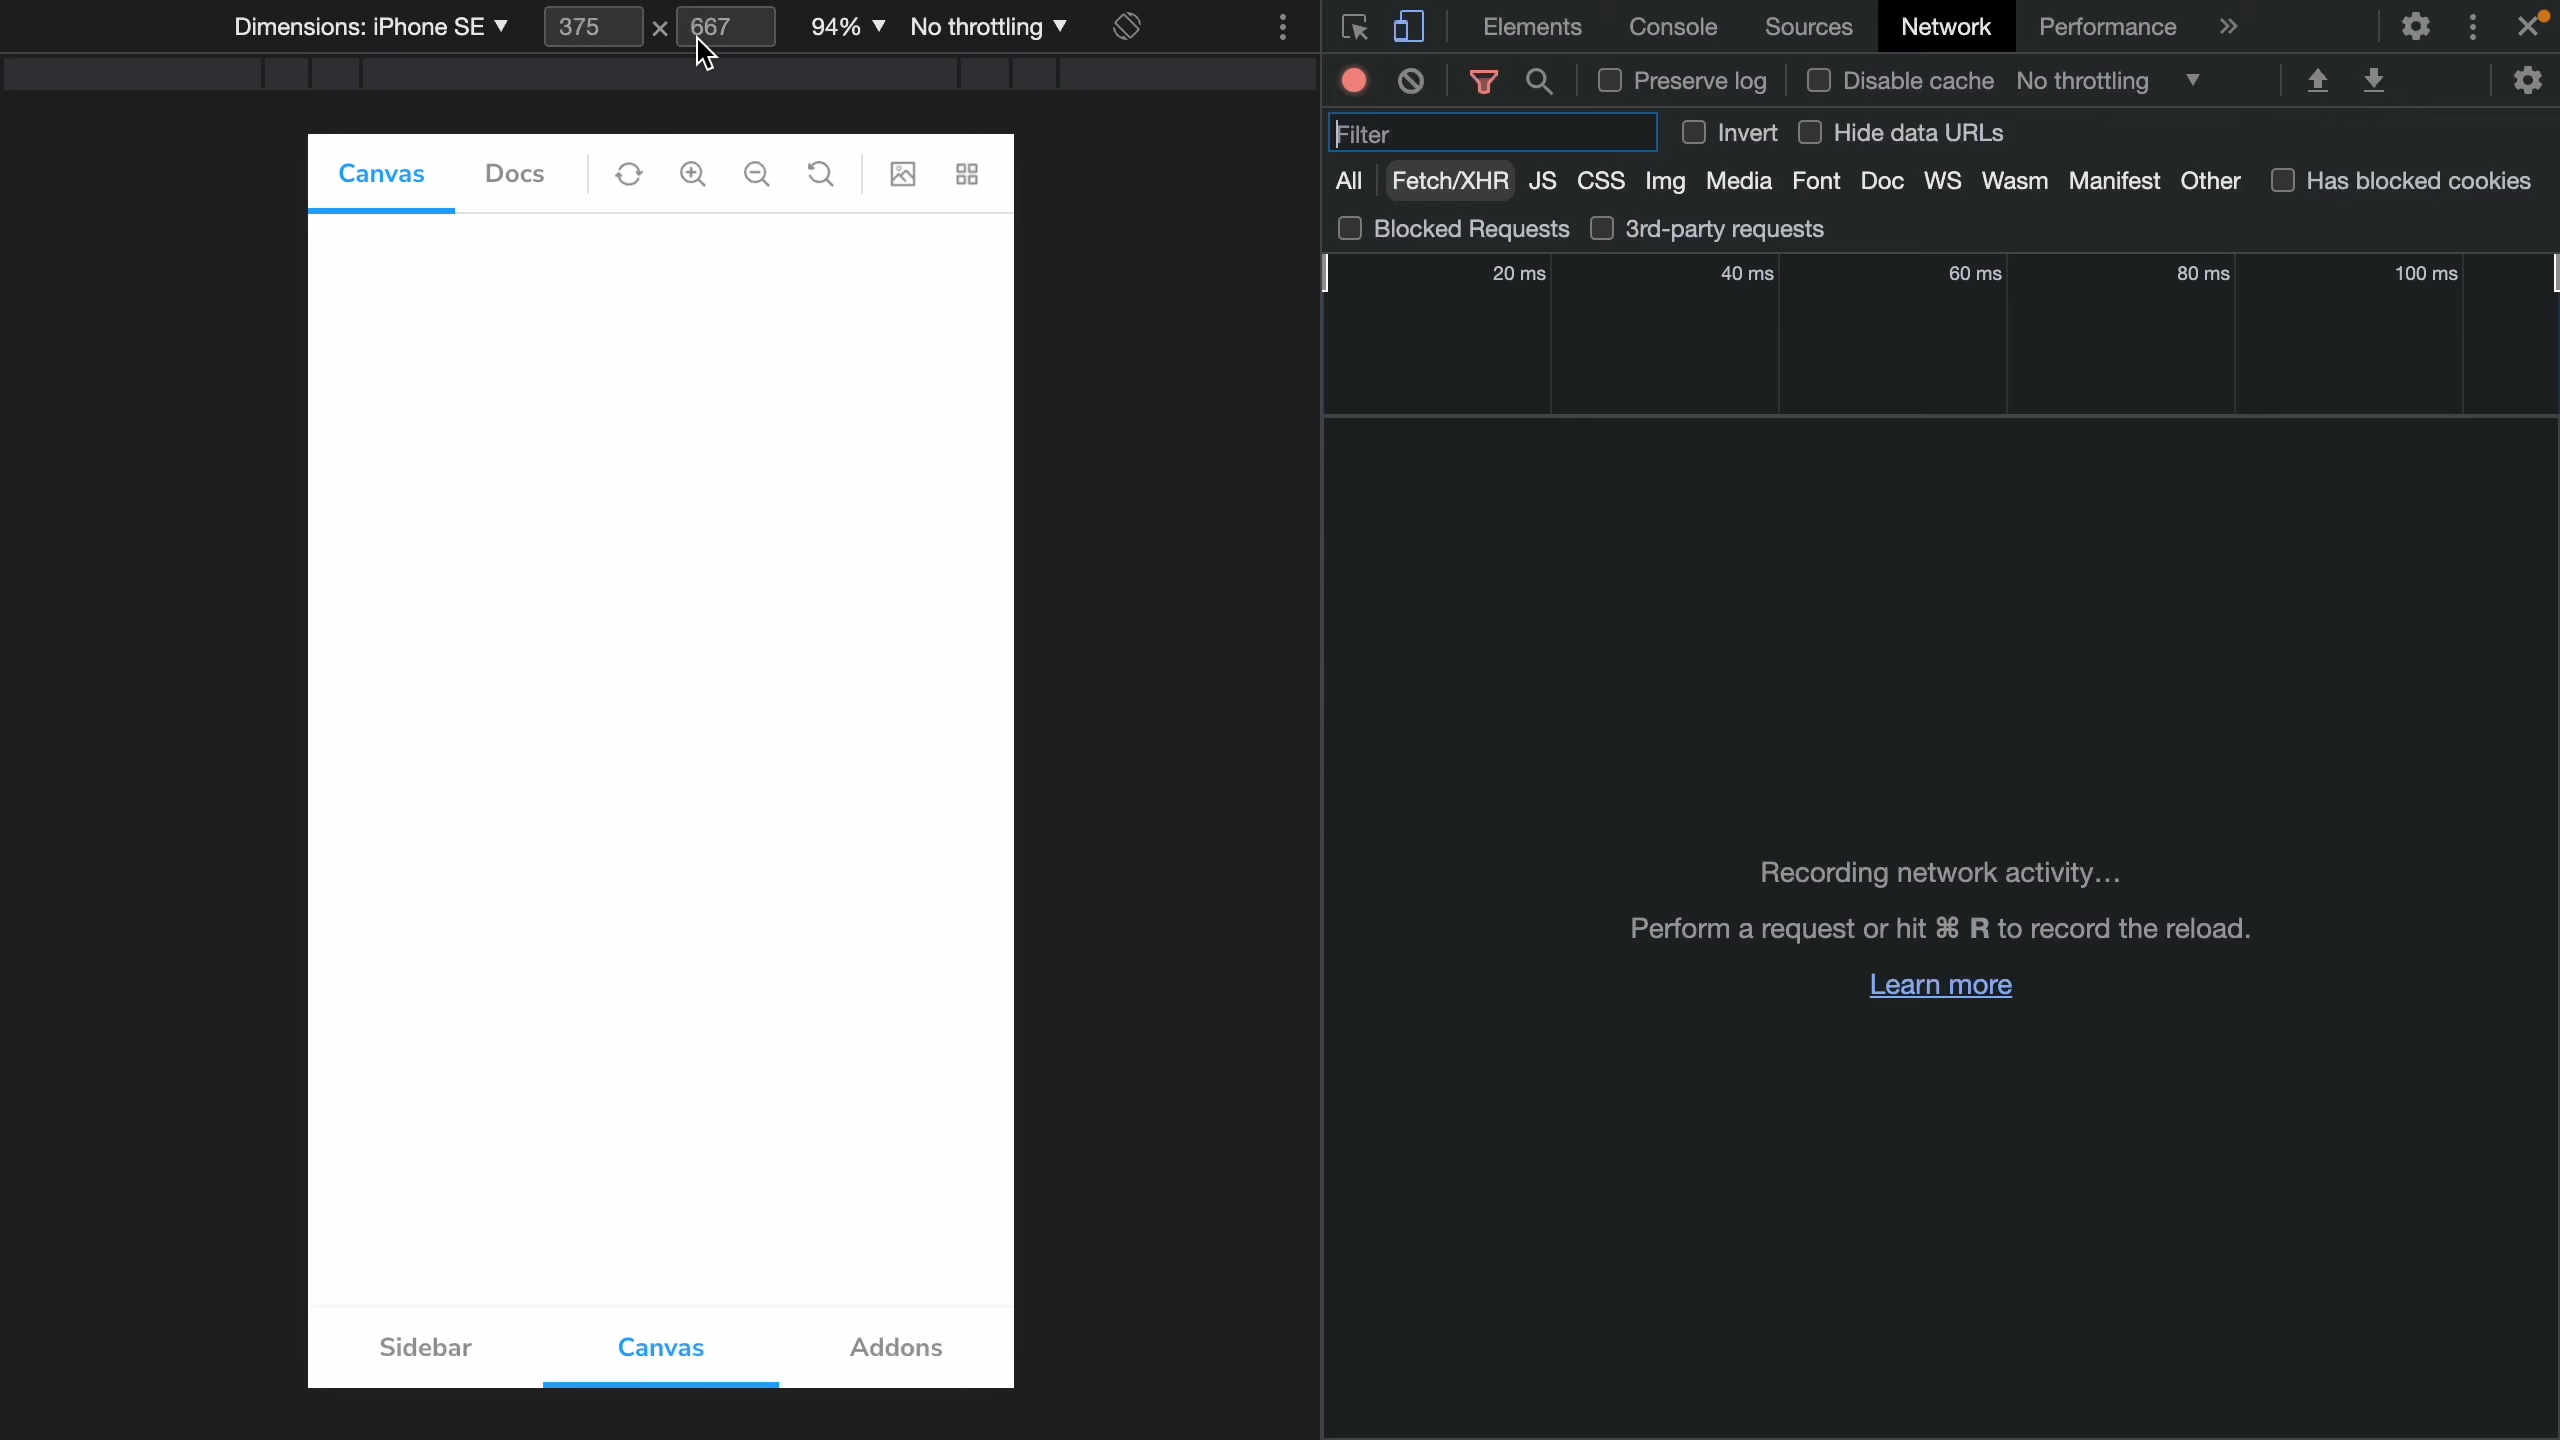 Dimensions: iPhone SE ▼ 375 × 667 94% ▼ No throttling ▼
Canvas Docs
Sidebar Canvas Addons
Elements Console Sources Network Performance »
Preserve log Disable cache No throttling ▼
Filter Invert Hide data URLs
All Fetch/XHR JS CSS Img Media Font Doc WS Wasm Manifest Other Has blocked cookies
Blocked Requests 3rd-party requests
20 ms 40 ms 60 ms 80 ms 100 ms
Recording network activity…
Perform a request or hit ⌘ R to record the reload.
Learn more